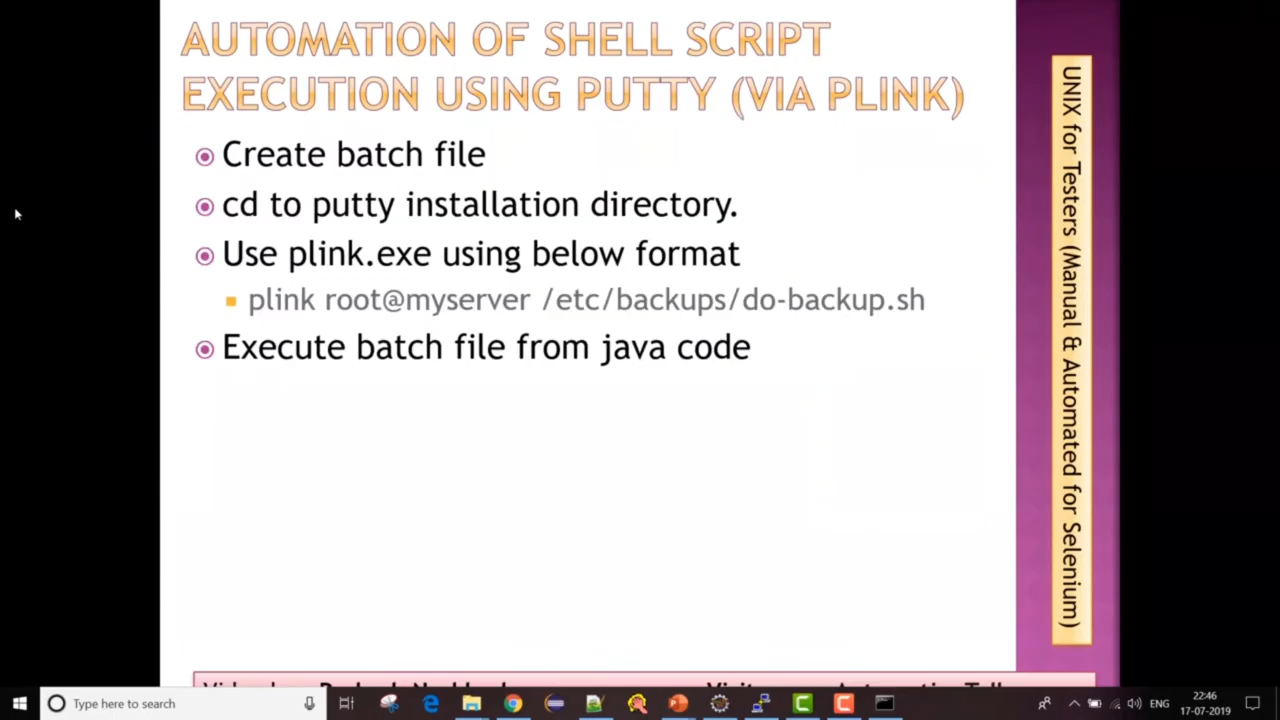 AUTOMATION OF SHELL SCRIPT
EXECUTION USING PUTTY (VIA PLINK)
Create batch file
cd to putty installation directory.
Use plink.exe using below format
plink root@myserver /etc/backups/do-backup.sh
Execute batch file from java code
UNIX for Testers (Manual & Automated for Selenium)
Type here to search
ENG
22:46
17-07-2019